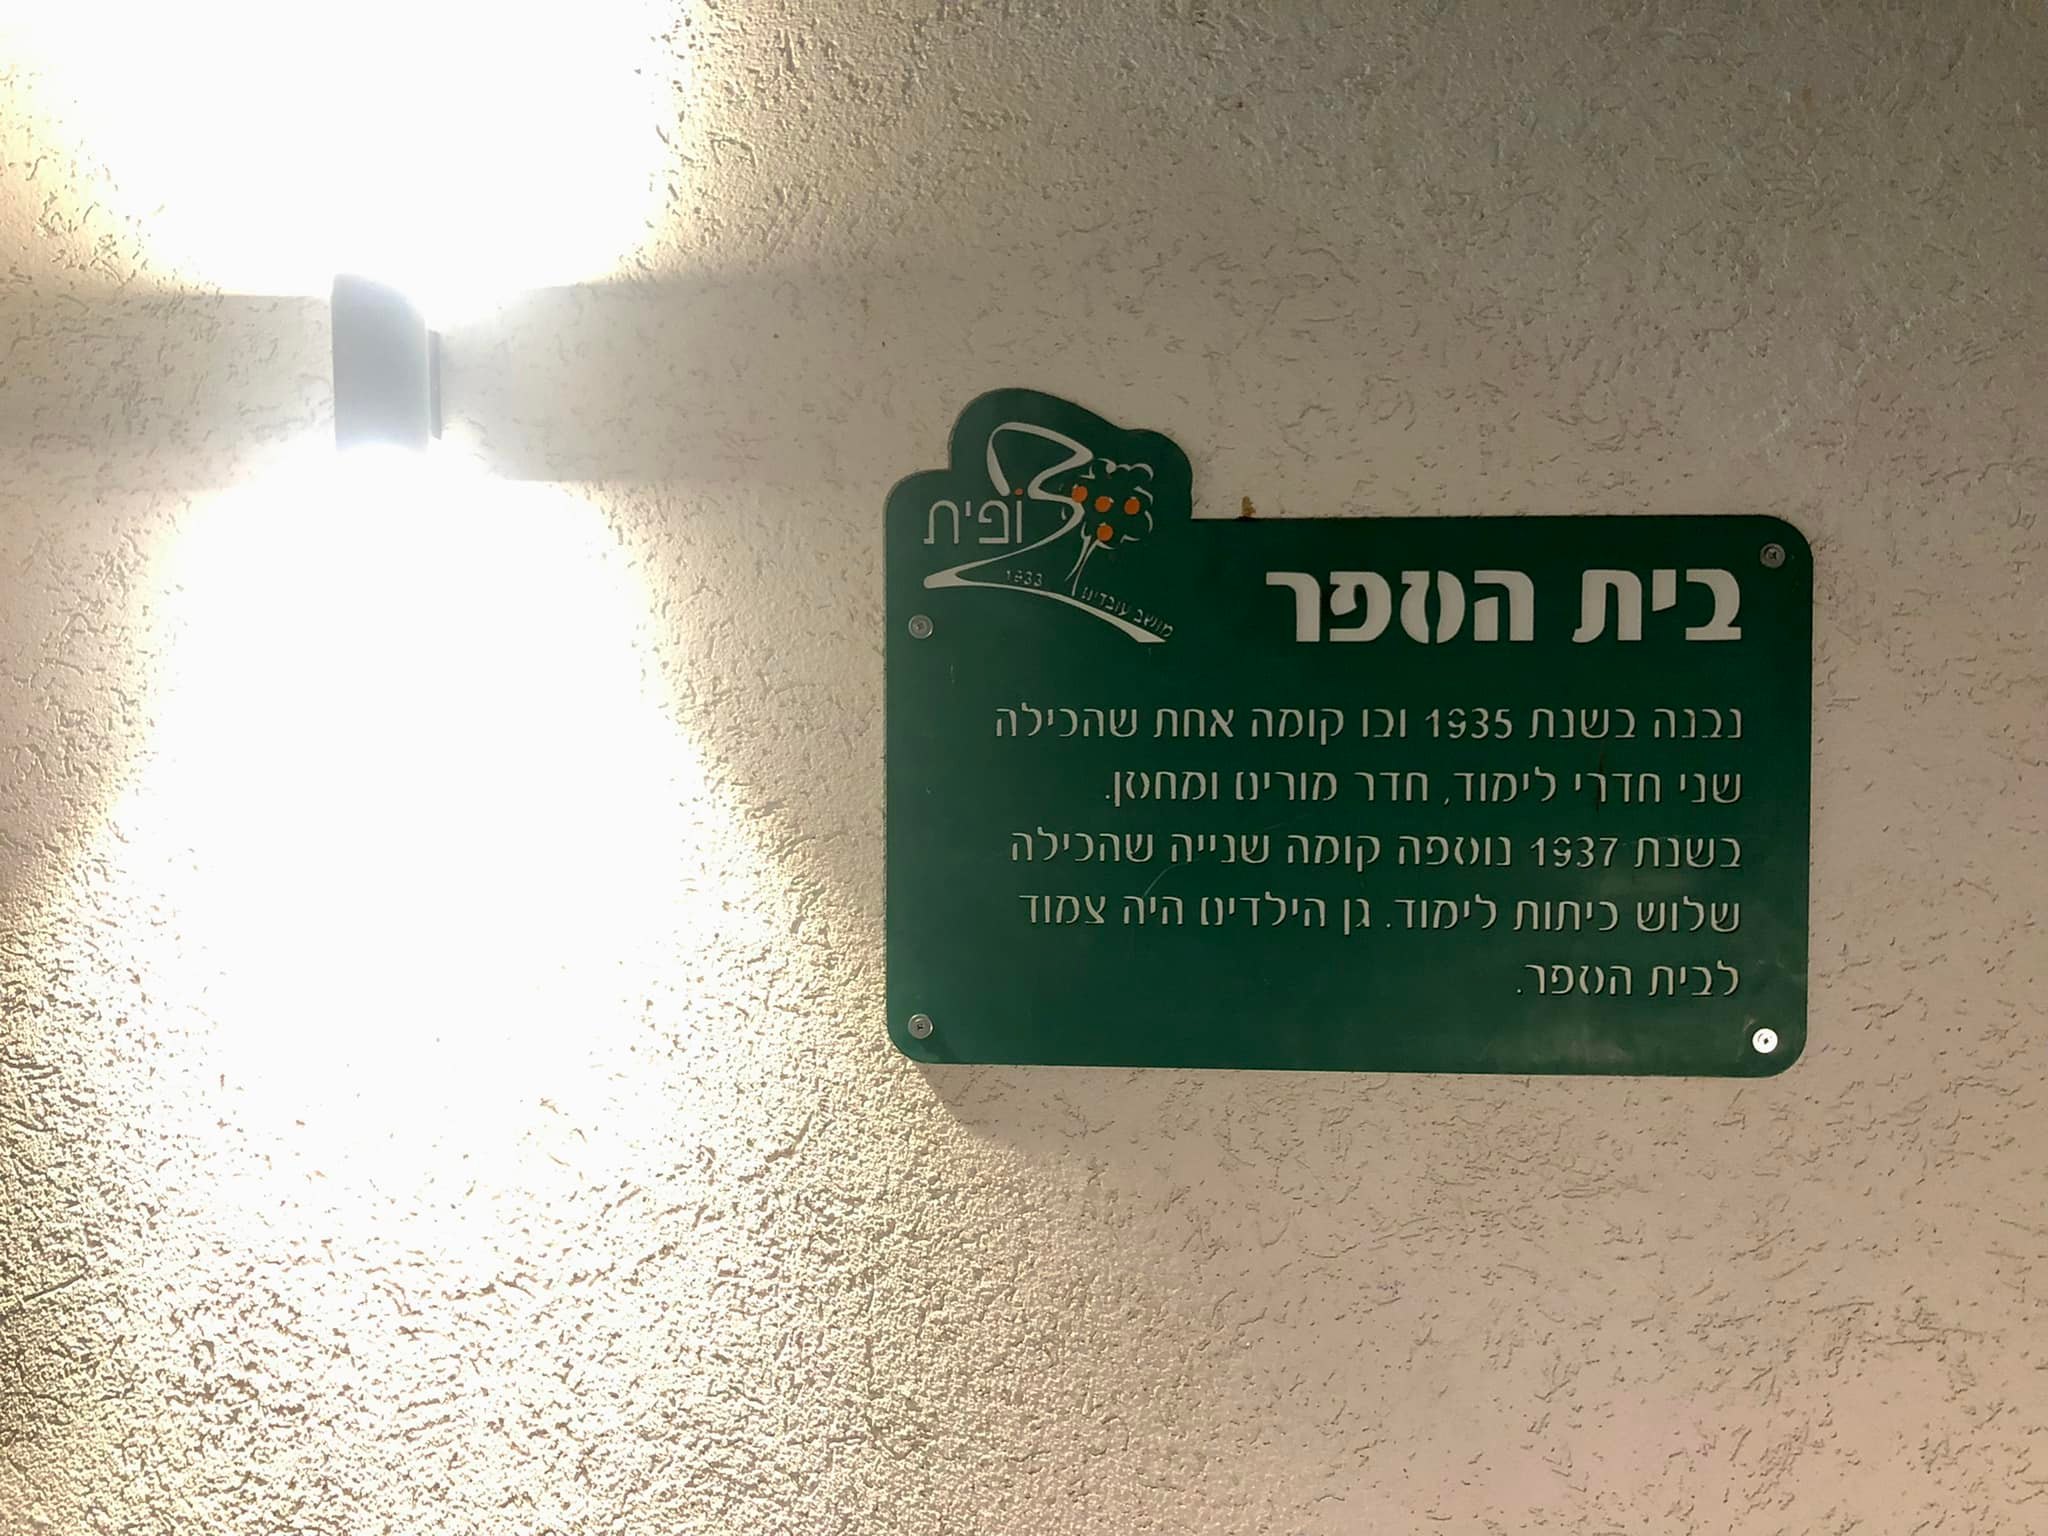 צופית
1933
מושב עובדים
בית הספר
נבנה בשנת 1935 ובו קומה אחת שהכילה
שני חדרי לימוד, חדר מורים ומחסן.
בשנת 1937 נוספה קומה שנייה שהכילה
שלוש כיתות לימוד. גן הילדים היה צמוד
לבית הספר.